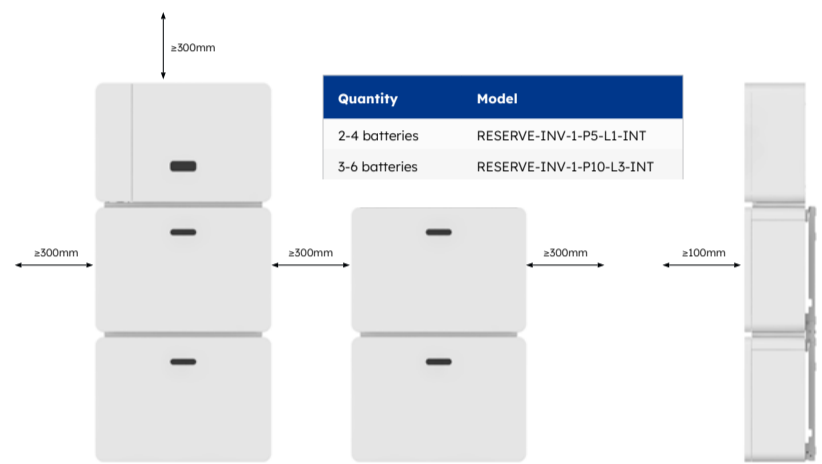 ≥300mm
Quantity Model
2-4 batteries RESERVE-INV-1-P5-L1-INT
3-6 batteries RESERVE-INV-1-P10-L3-INT
≥300mm ≥300mm ≥300mm ≥100mm